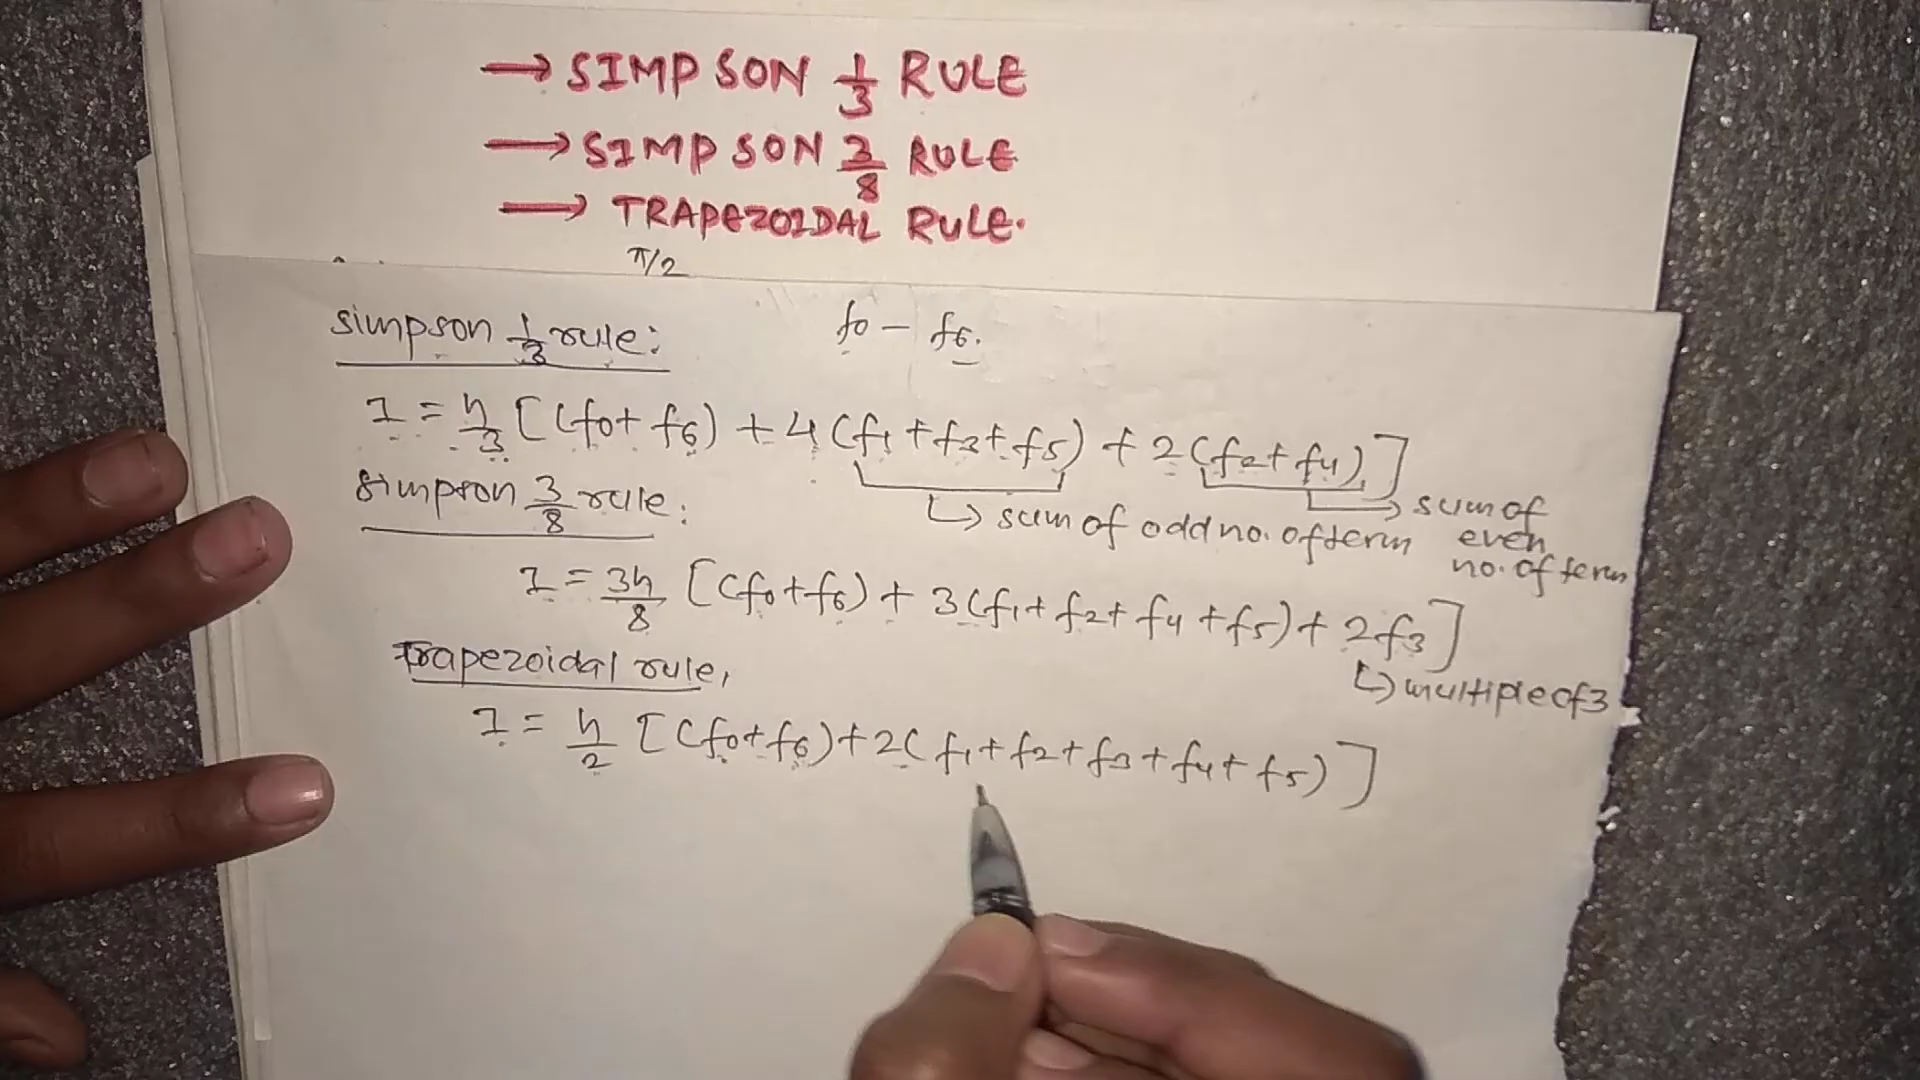 → SIMPSON 1/3 RULE
→ SIMPSON 3/8 RULE
→ TRAPEZOIDAL RULE.
π/2
simpson 1/3 rule:
f0 - f6.
I = h/3 [(f0+ f6) + 4(f1 + f3 + f5) + 2(f2+ f4)]
↳ sum of odd no. of term
→ sum of
even
no. of term
simpson 3/8 rule:
I = 3h/8 [(f0+f6) + 3(f1+ f2+ f4 + f5) + 2f3]
↳ multiple of 3
Trapezoidal rule,
I = h/2 [(f0+f6)+2(f1+ f2+f3+f4+ f5)]